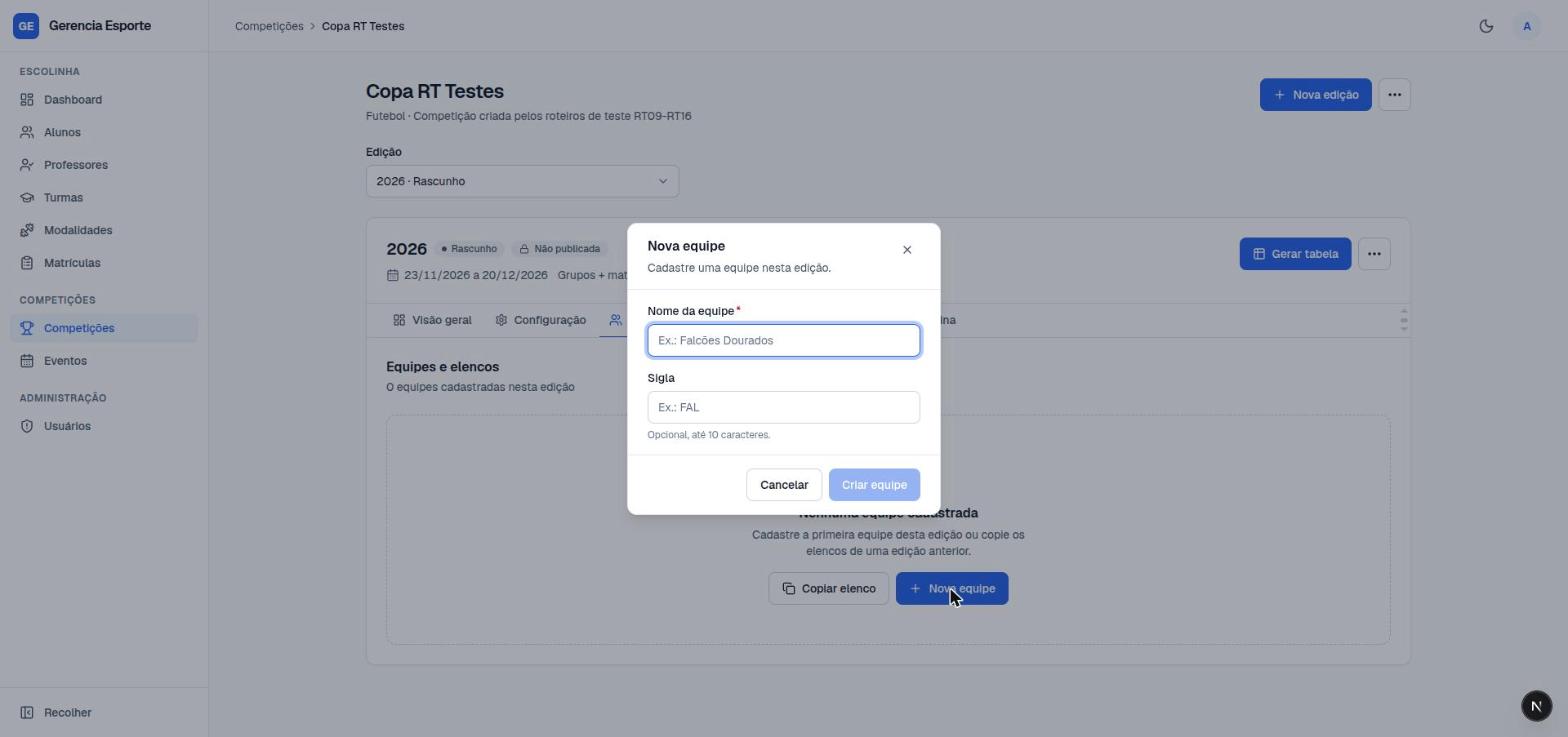 GE Gerencia Esporte
Competições > Copa RT Testes
A
ESCOLINHA
Dashboard
Alunos
Professores
Turmas
Modalidades
Matrículas
COMPETIÇÕES
Competições
Eventos
ADMINISTRAÇÃO
Usuários
Recolher
Copa RT Testes
Futebol · Competição criada pelos roteiros de teste RT09-RT16
+ Nova edição
Edição
2026 · Rascunho
2026 • Rascunho Não publicada
23/11/2026 a 20/12/2026 Grupos + mat
Gerar tabela
Visão geral Configuração ina
Equipes e elencos
0 equipes cadastradas nesta edição
Nova equipe
Cadastre uma equipe nesta edição.
Nome da equipe*
Ex.: Falcões Dourados
Sigla
Ex.: FAL
Opcional, até 10 caracteres.
Cancelar Criar equipe
Nenhuma equipe cadastrada
Cadastre a primeira equipe desta edição ou copie os
elencos de uma edição anterior.
Copiar elenco + Nova equipe
N